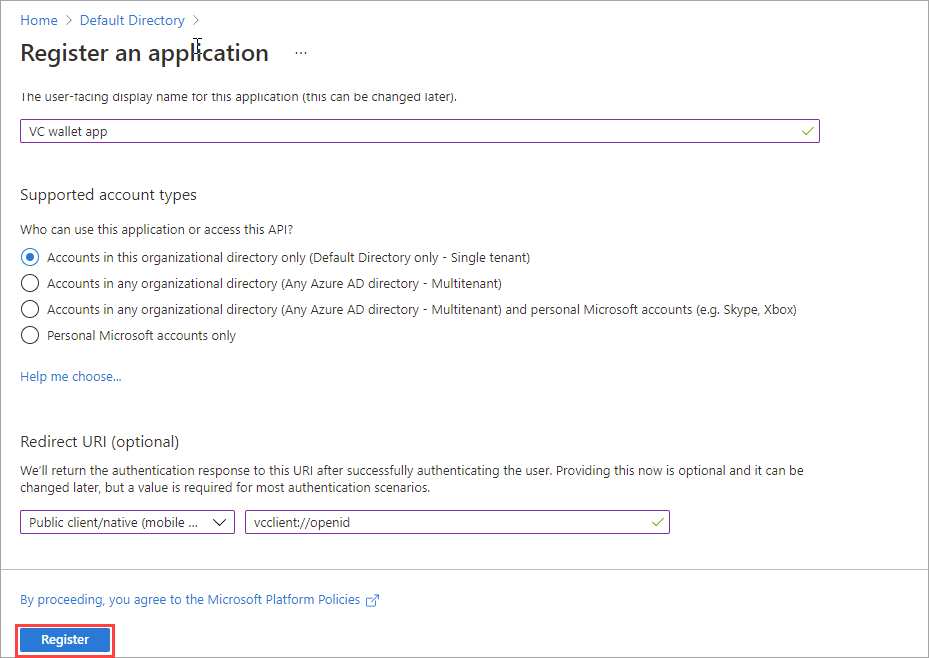 Home > Default Directory >
Register an application ...
The user-facing display name for this application (this can be changed later).
VC wallet app
Supported account types
Who can use this application or access this API?
Accounts in this organizational directory only (Default Directory only - Single tenant)
Accounts in any organizational directory (Any Azure AD directory - Multitenant)
Accounts in any organizational directory (Any Azure AD directory - Multitenant) and personal Microsoft accounts (e.g. Skype, Xbox)
Personal Microsoft accounts only
Help me choose...
Redirect URI (optional)
We'll return the authentication response to this URI after successfully authenticating the user. Providing this now is optional and it can be
changed later, but a value is required for most authentication scenarios.
Public client/native (mobile ... vcclient://openid
By proceeding, you agree to the Microsoft Platform Policies
Register